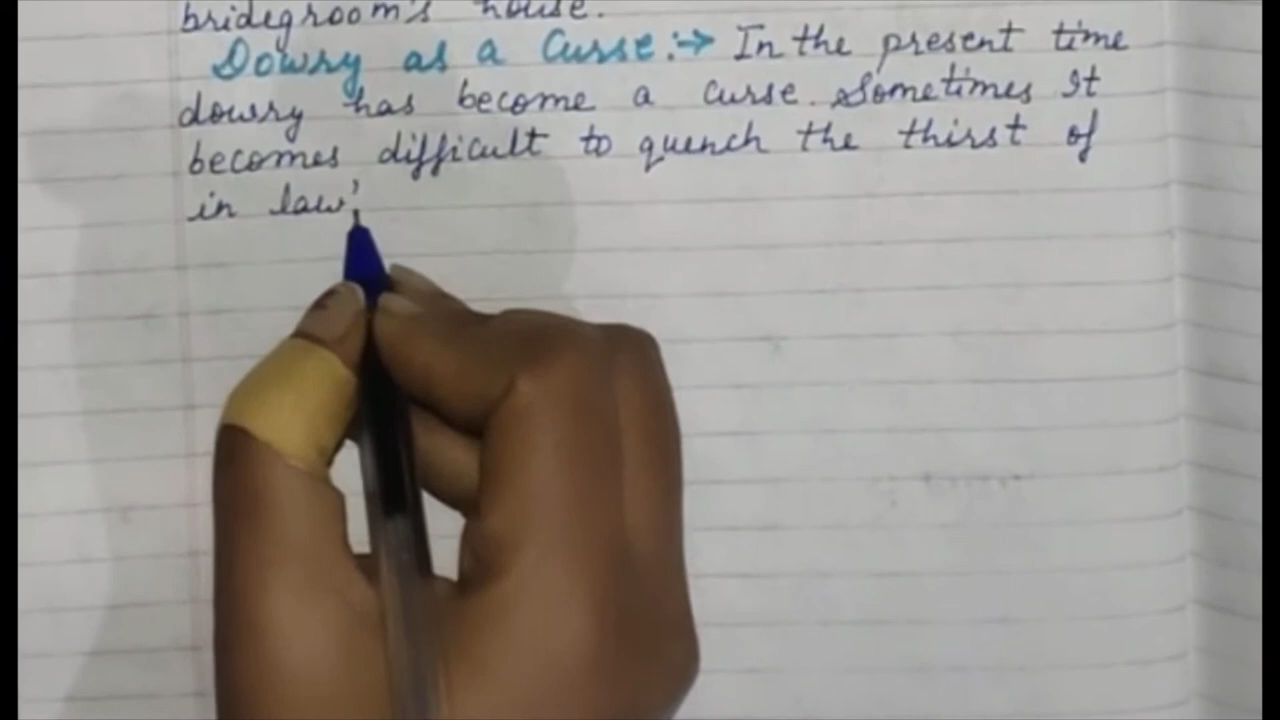 bridegroom's house.
Dowry as a Curse :→ In the present time
dowry has become a curse. Sometimes It
becomes difficult to quench the thirst of
in law'